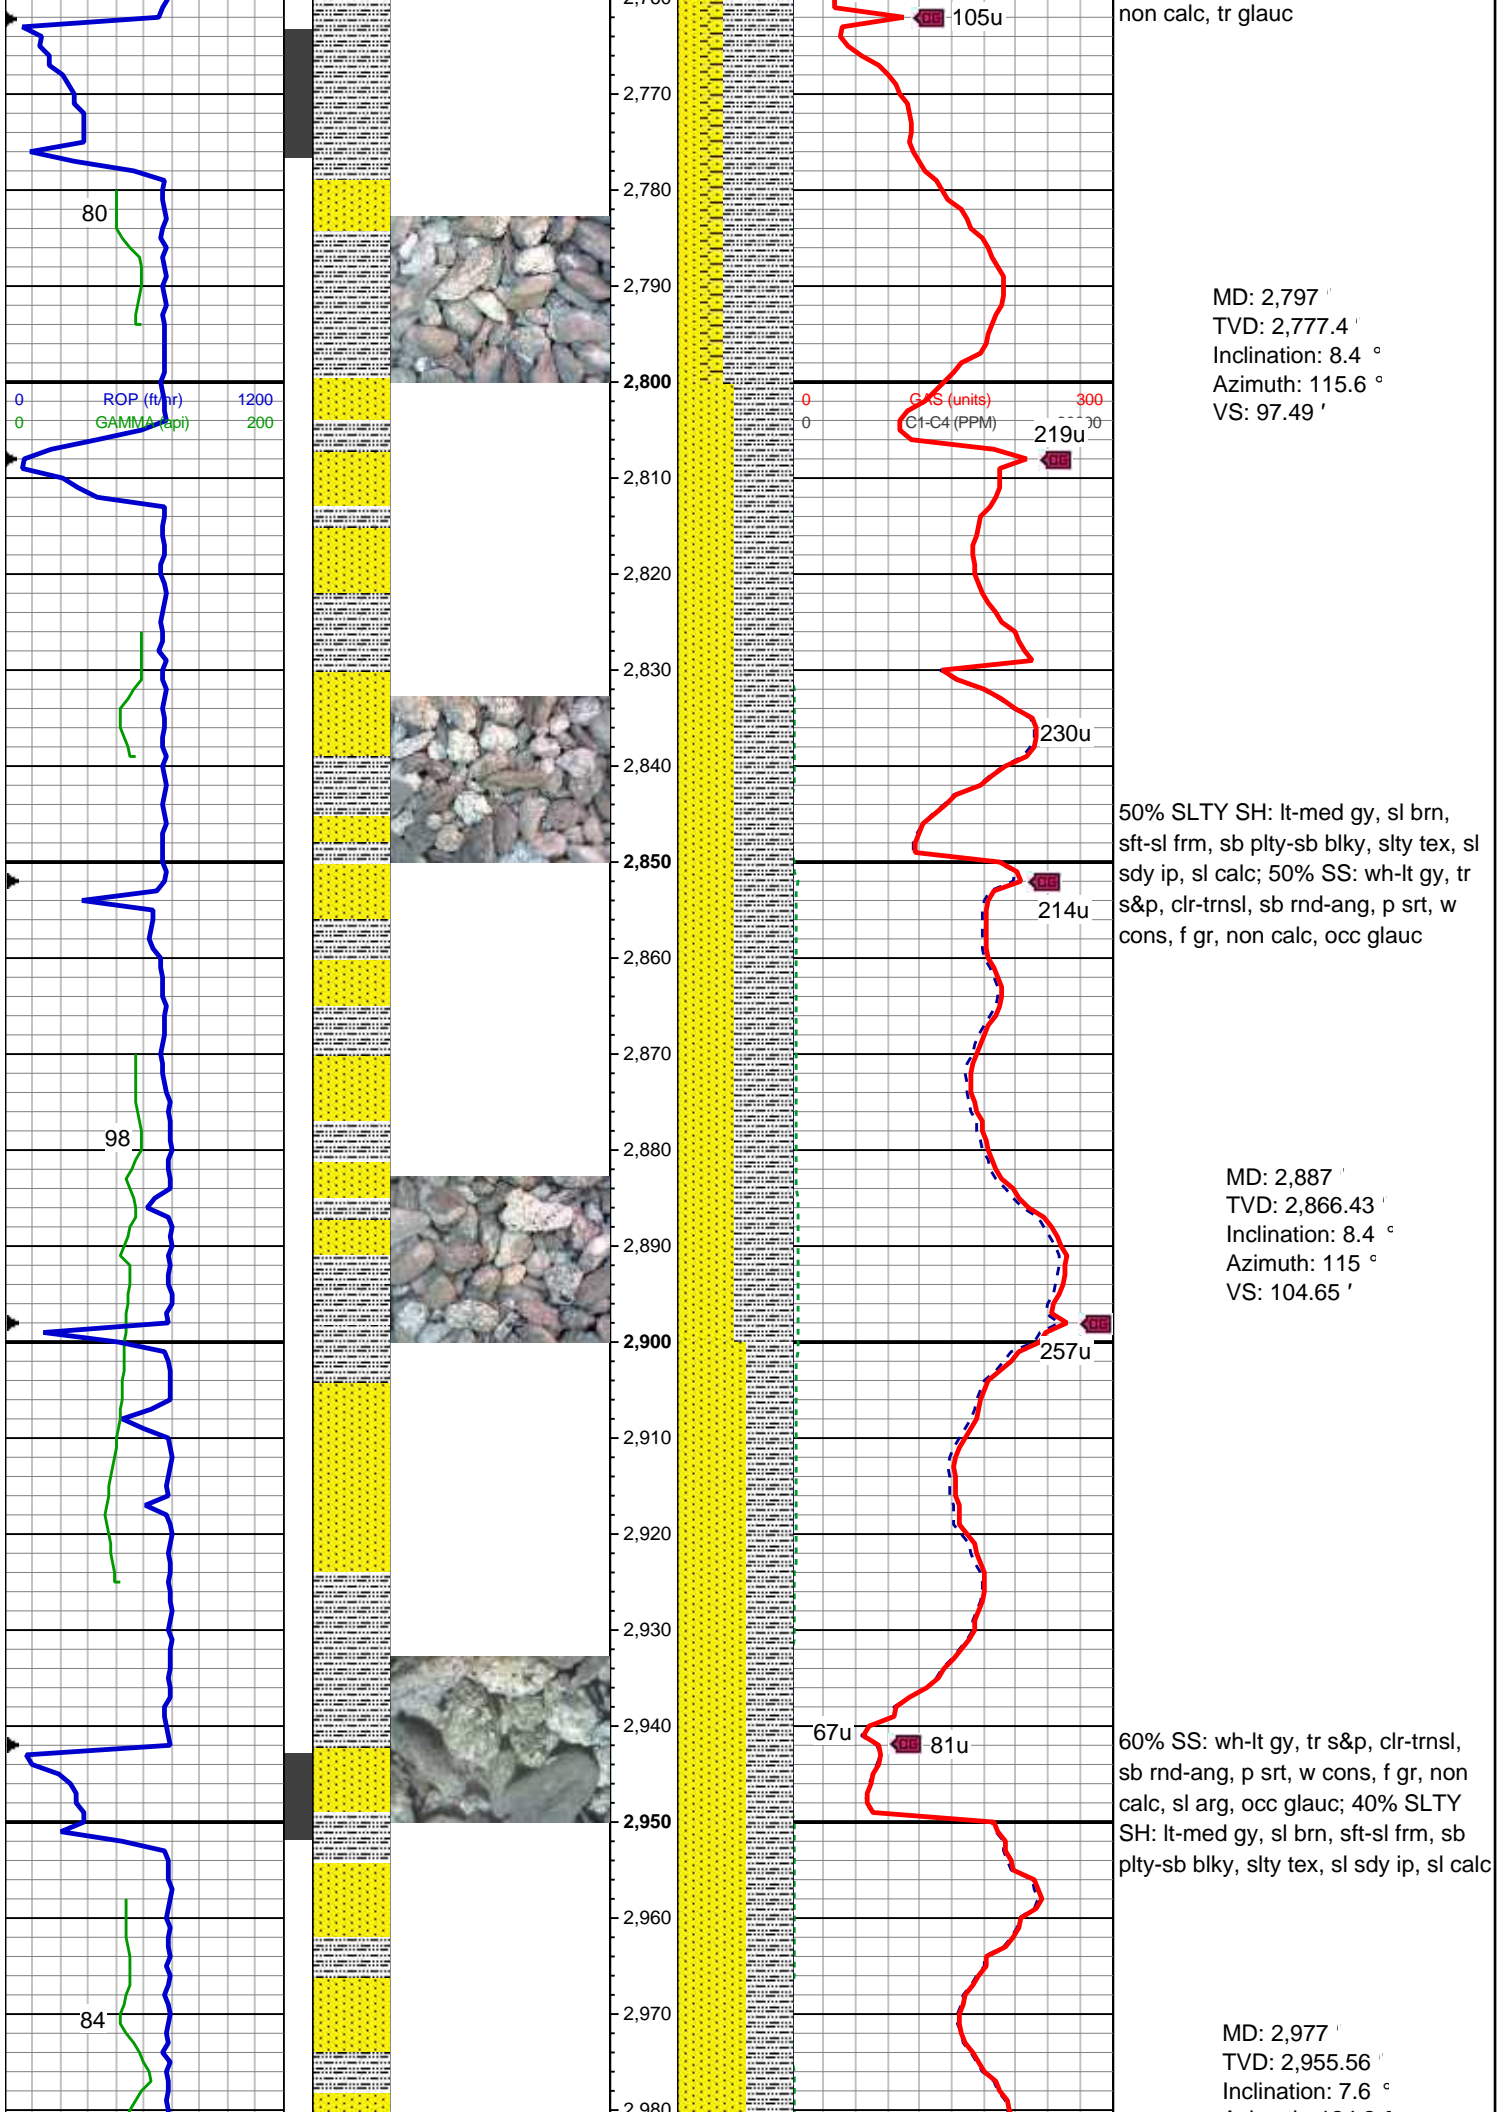 105u
non calc, tr glauc
2,770
2,780
80
2,790
MD: 2,797 '
TVD: 2,777.4 '
Inclination: 8.4 °
Azimuth: 115.6 °
VS: 97.49 '
2,800
0 ROP (ft/hr) 1200
0 GAMMA (api) 200
0 GAS (units) 300
0 C1-C4 (PPM)
219u
CG
2,810
2,820
2,830
230u
2,840
50% SLTY SH: lt-med gy, sl brn,
sft-sl frm, sb plty-sb blky, slty tex, sl
sdy ip, sl calc; 50% SS: wh-lt gy, tr
s&p, clr-trnsl, sb rnd-ang, p srt, w
cons, f gr, non calc, occ glauc
2,850
CG
214u
2,860
2,870
98
2,880
MD: 2,887 '
TVD: 2,866.43 '
Inclination: 8.4 °
Azimuth: 115 °
VS: 104.65 '
2,890
CG
2,900
257u
2,910
2,920
2,930
2,940
67u
CG 81u
60% SS: wh-lt gy, tr s&p, clr-trnsl,
sb rnd-ang, p srt, w cons, f gr, non
calc, sl arg, occ glauc; 40% SLTY
SH: lt-med gy, sl brn, sft-sl frm, sb
plty-sb blky, slty tex, sl sdy ip, sl calc
2,950
2,960
2,970
84
MD: 2,977 '
TVD: 2,955.56 '
Inclination: 7.6 °
2,980